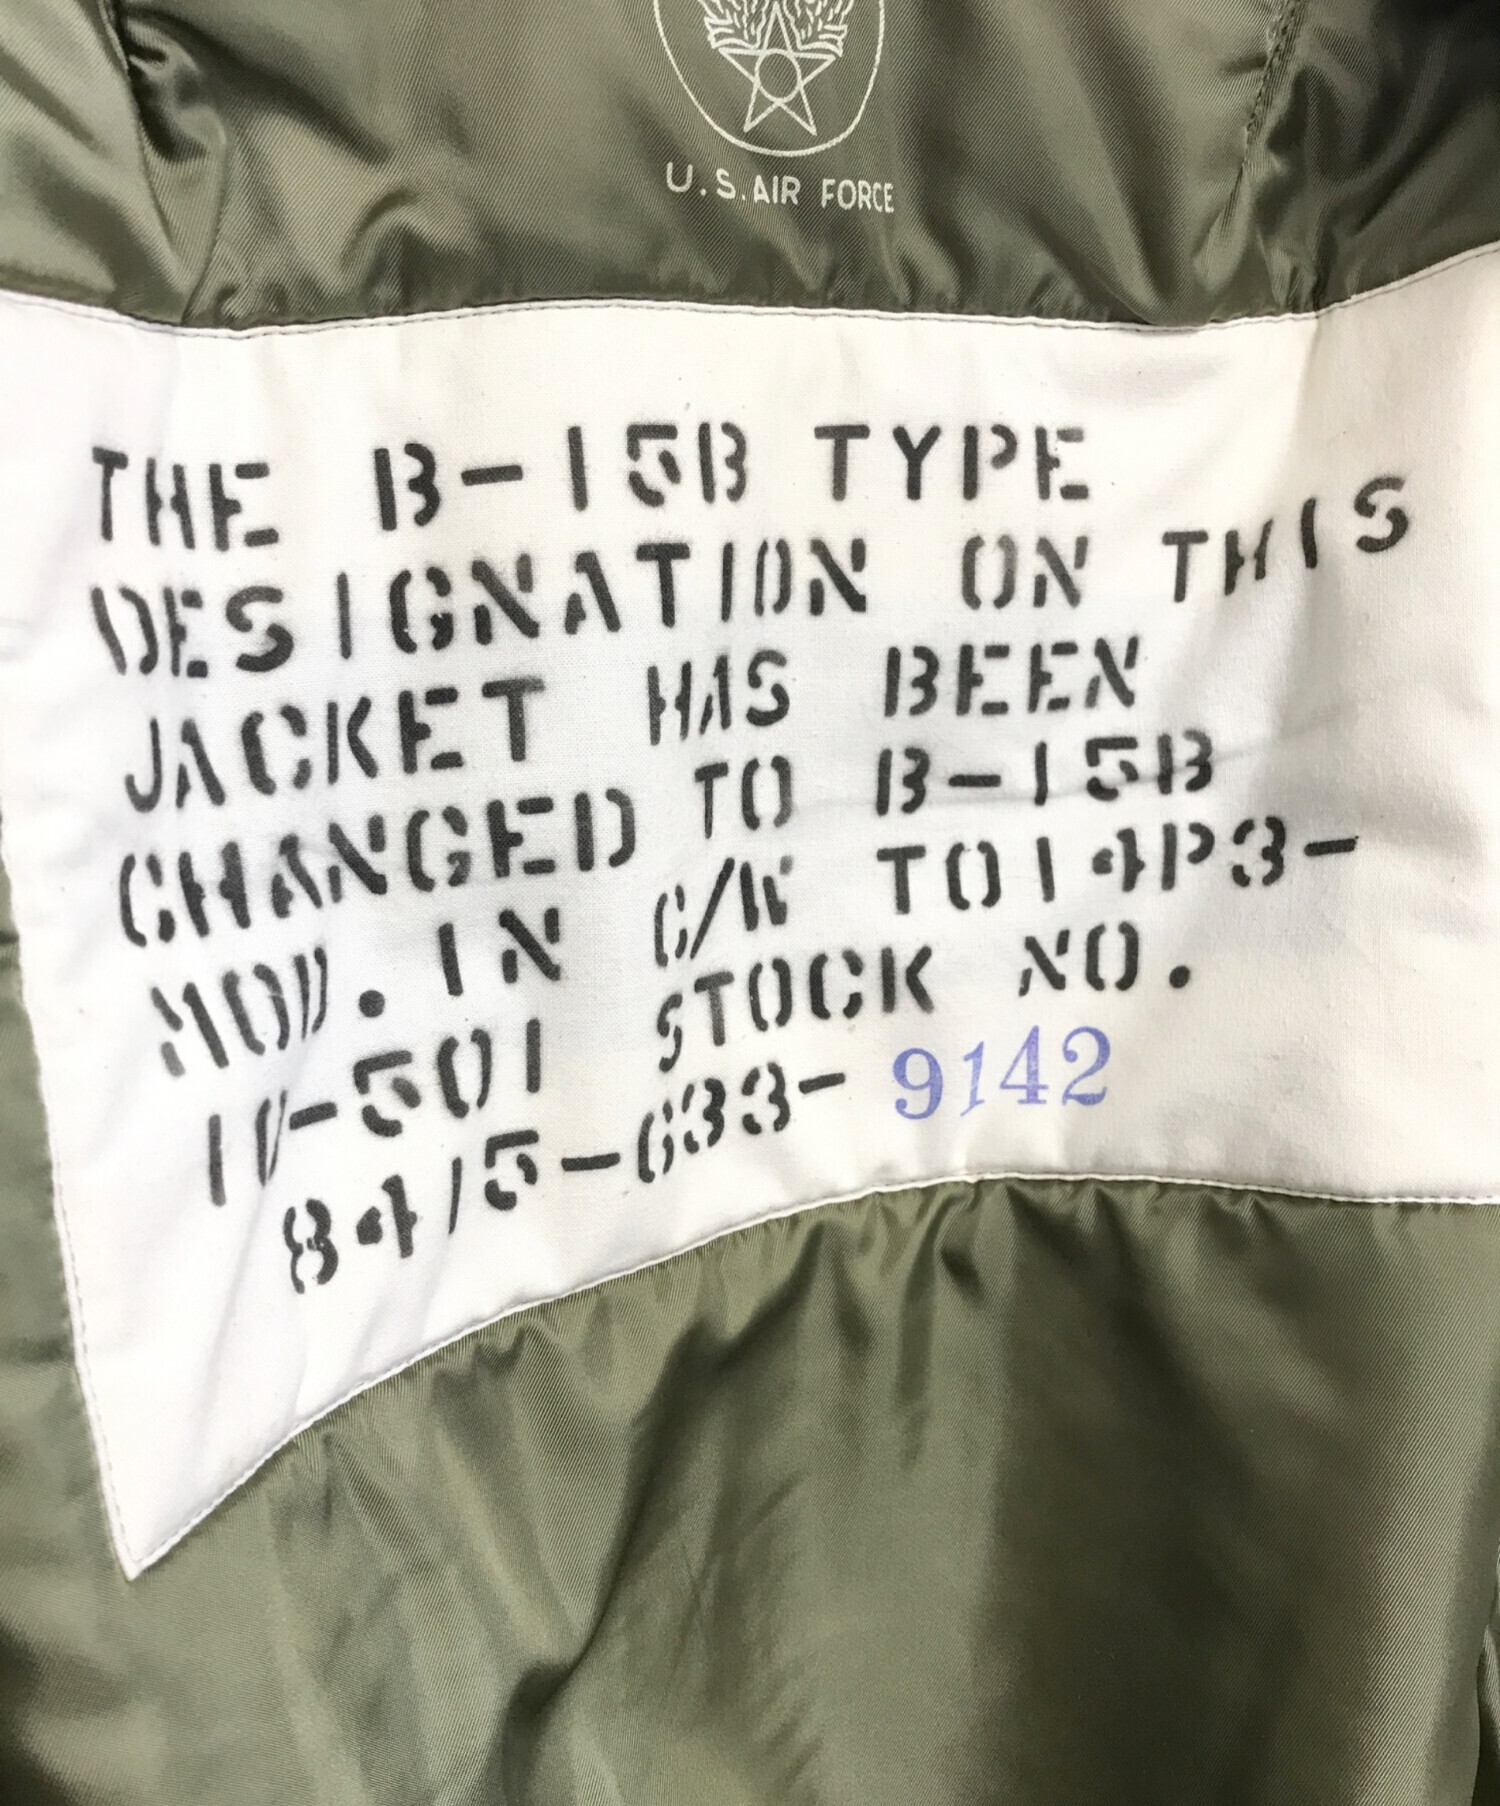 U.S.AIR FORCE
THE B-15B TYPE
DESIGNATION ON THIS
JACKET HAS BEEN
CHANGED TO B-15B
MOD. IN C/W TO14P3-
10-501 STOCK NO.
8415-633-9142